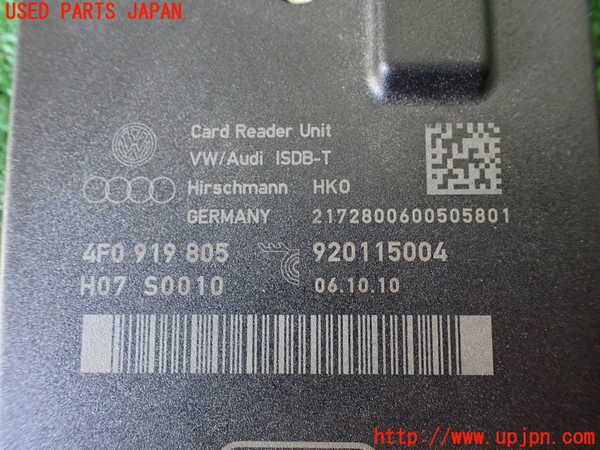 USED PARTS JAPAN
Card Reader Unit
VW/Audi ISDB-T
Hirschmann HK0
GERMANY 2172800600505801
4F0 919 805 920115004
H07 S0010 06.10.10
http://www.upjpn.com